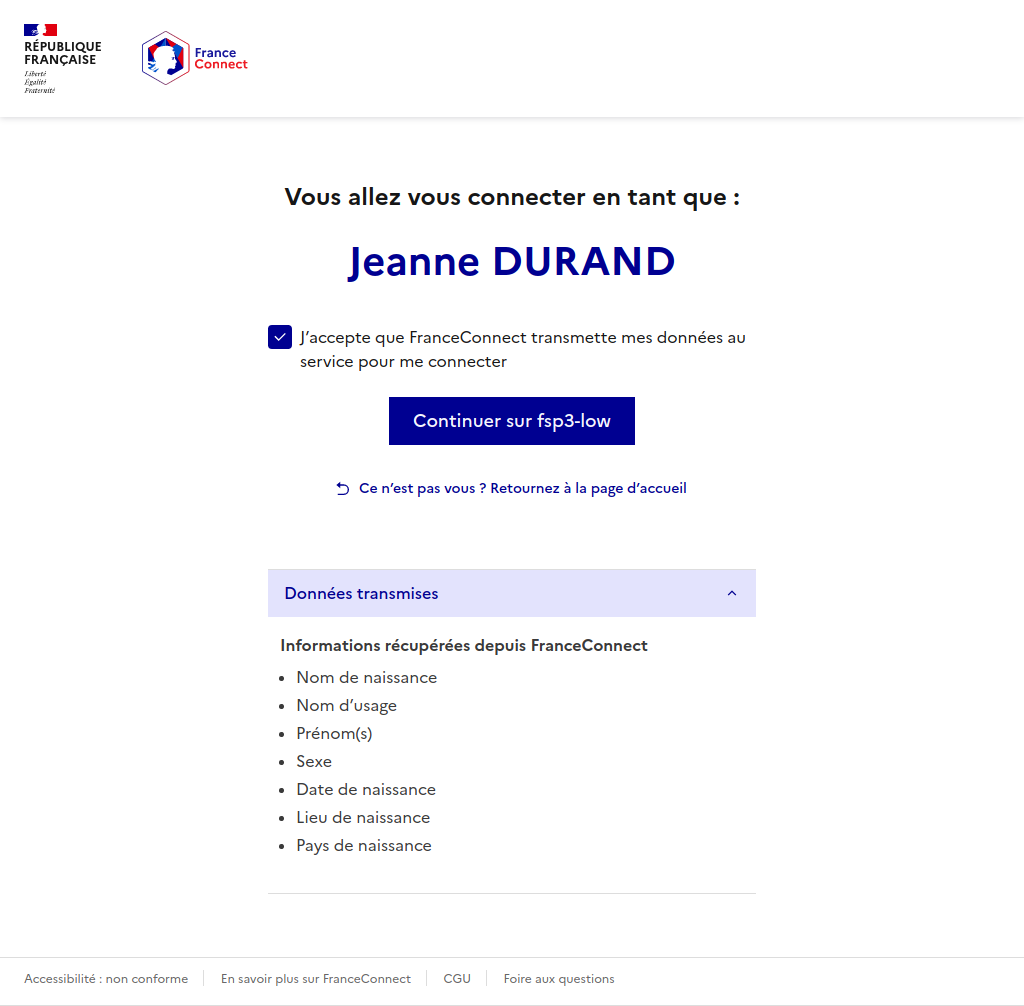 RÉPUBLIQUE
FRANÇAISE
Liberté
Égalité
Fraternité
France
Connect
Vous allez vous connecter en tant que :
Jeanne DURAND
J’accepte que FranceConnect transmette mes données au
service pour me connecter
Continuer sur fsp3-low
Ce n’est pas vous ? Retournez à la page d’accueil
Données transmises
Informations récupérées depuis FranceConnect
Nom de naissance
Nom d’usage
Prénom(s)
Sexe
Date de naissance
Lieu de naissance
Pays de naissance
Accessibilité : non conforme
En savoir plus sur FranceConnect
CGU
Foire aux questions